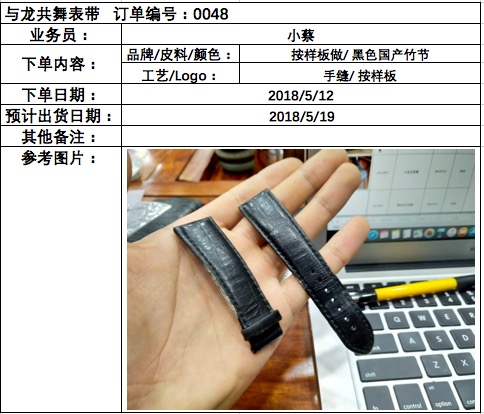 与龙共舞表带 订单编号：0048
业务员： 小蔡
下单内容： 品牌/皮料/颜色： 按样板做/ 黑色国产竹节
工艺/Logo： 手缝/ 按样板
下单日期： 2018/5/12
预计出货日期： 2018/5/19
其他备注：
参考图片：
control
option
command